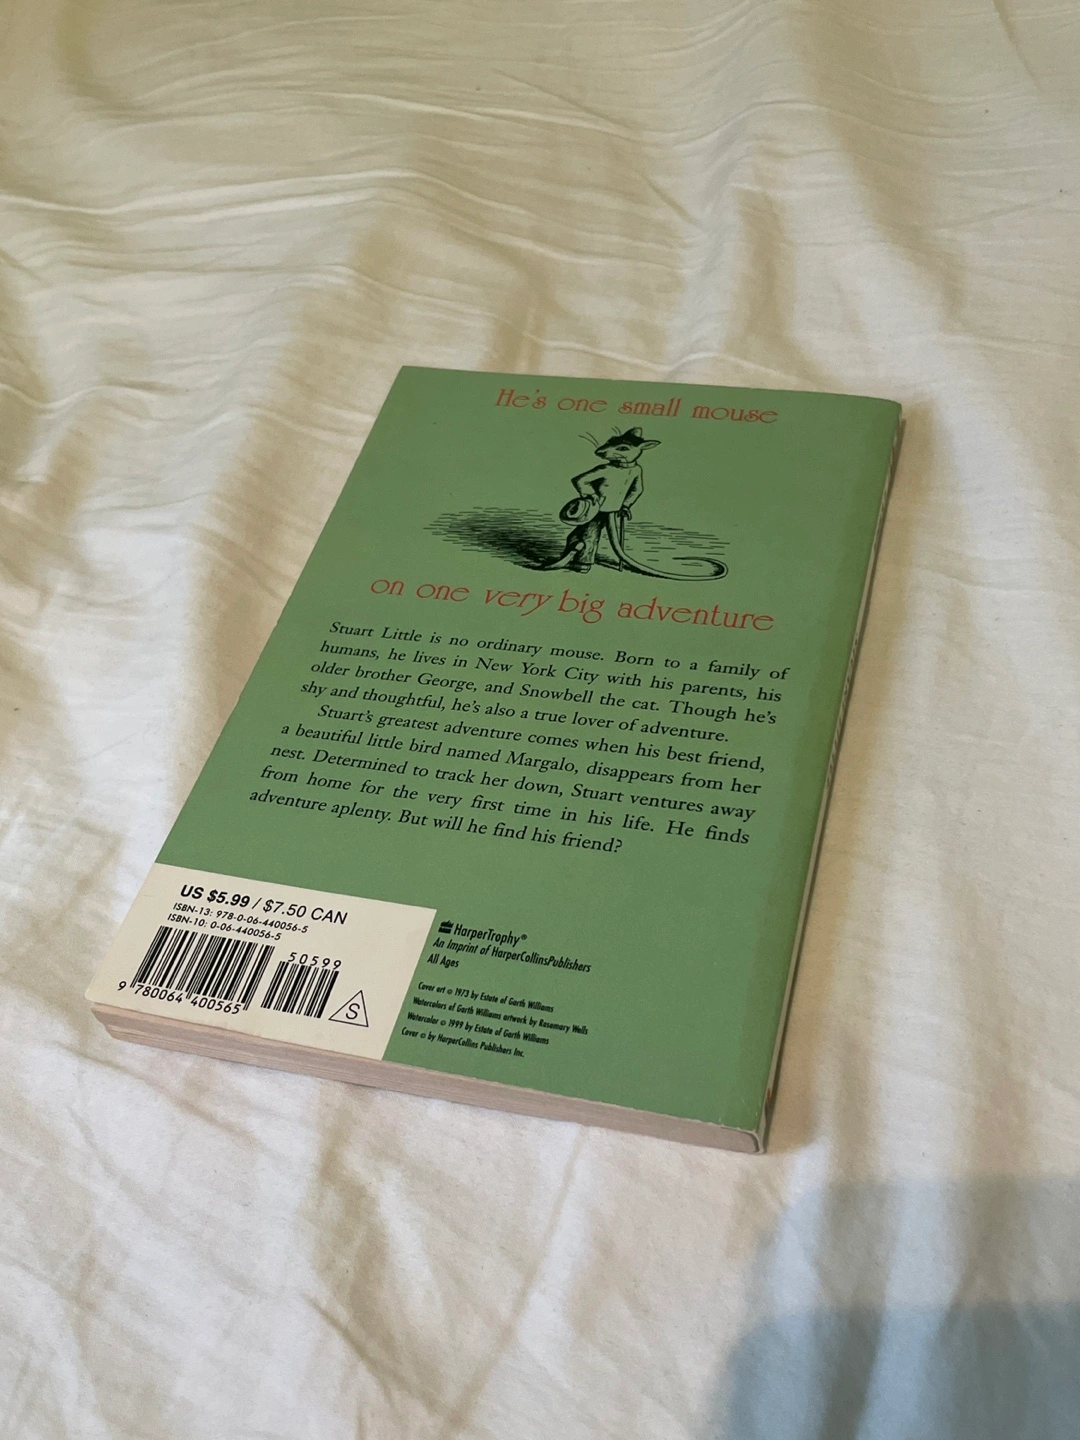 He's one small mouse
on one very big adventure
Stuart Little is no ordinary mouse. Born to a family of
humans, he lives in New York City with his parents, his
older brother George, and Snowbell the cat. Though he's
shy and thoughtful, he's also a true lover of adventure.
Stuart's greatest adventure comes when his best friend,
a beautiful little bird named Margalo, disappears from her
nest. Determined to track her down, Stuart ventures away
from home for the very first time in his life. He finds
adventure aplenty. But will he find his friend?
US $5.99 / $7.50 CAN
ISBN-13: 978-0-06-440056-5
ISBN-10: 0-06-440056-5
50599
9 780064 400565
S
HarperTrophy®
An Imprint of HarperCollinsPublishers
All Ages
Cover art © 1973 by Estate of Garth Williams
Watercolors of Garth Williams artwork by Rosemary Wells
Watercolor © 1999 by Estate of Garth Williams
Cover © by HarperCollins Publishers Inc.